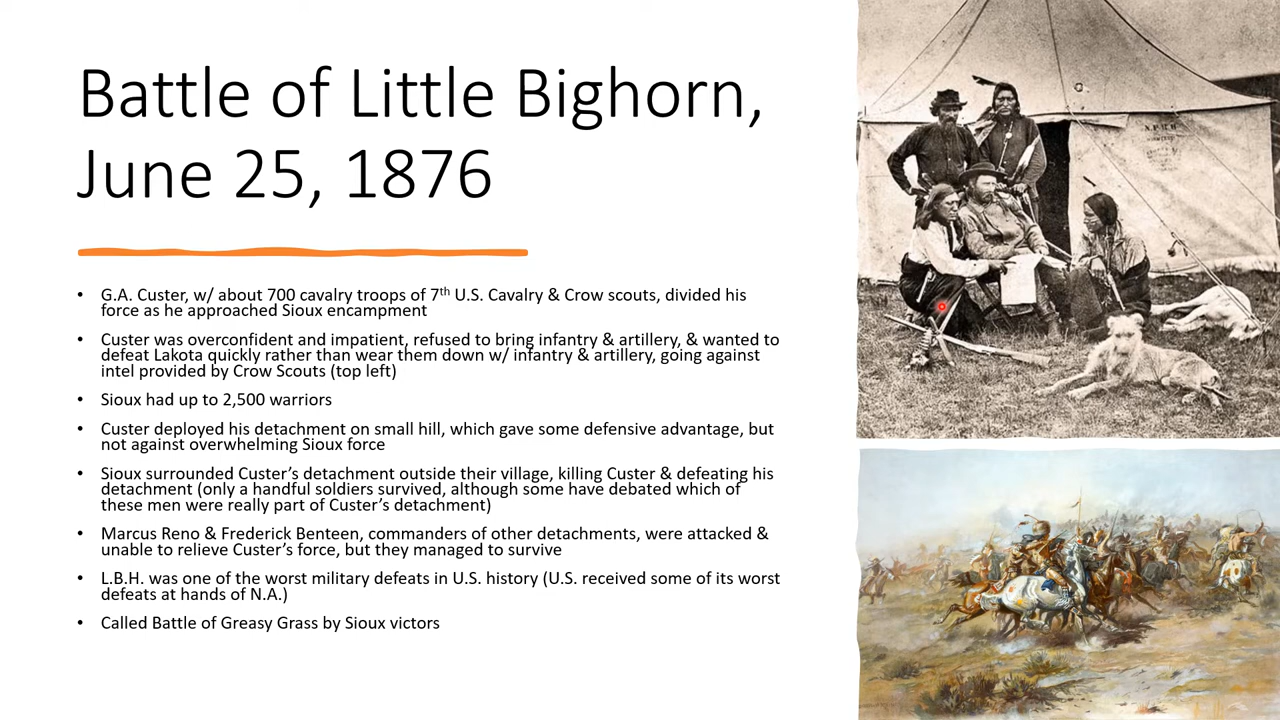 Battle of Little Bighorn,
June 25, 1876
• G.A. Custer, w/ about 700 cavalry troops of 7th U.S. Cavalry & Crow scouts, divided his
force as he approached Sioux encampment
• Custer was overconfident and impatient, refused to bring infantry & artillery, & wanted to
defeat Lakota quickly rather than wear them down w/ infantry & artillery, going against
intel provided by Crow Scouts (top left)
• Sioux had up to 2,500 warriors
• Custer deployed his detachment on small hill, which gave some defensive advantage, but
not against overwhelming Sioux force
• Sioux surrounded Custer’s detachment outside their village, killing Custer & defeating his
detachment (only a handful soldiers survived, although some have debated which of
these men were really part of Custer’s detachment)
• Marcus Reno & Frederick Benteen, commanders of other detachments, were attacked &
unable to relieve Custer’s force, but they managed to survive
• L.B.H. was one of the worst military defeats in U.S. history (U.S. received some of its worst
defeats at hands of N.A.)
• Called Battle of Greasy Grass by Sioux victors